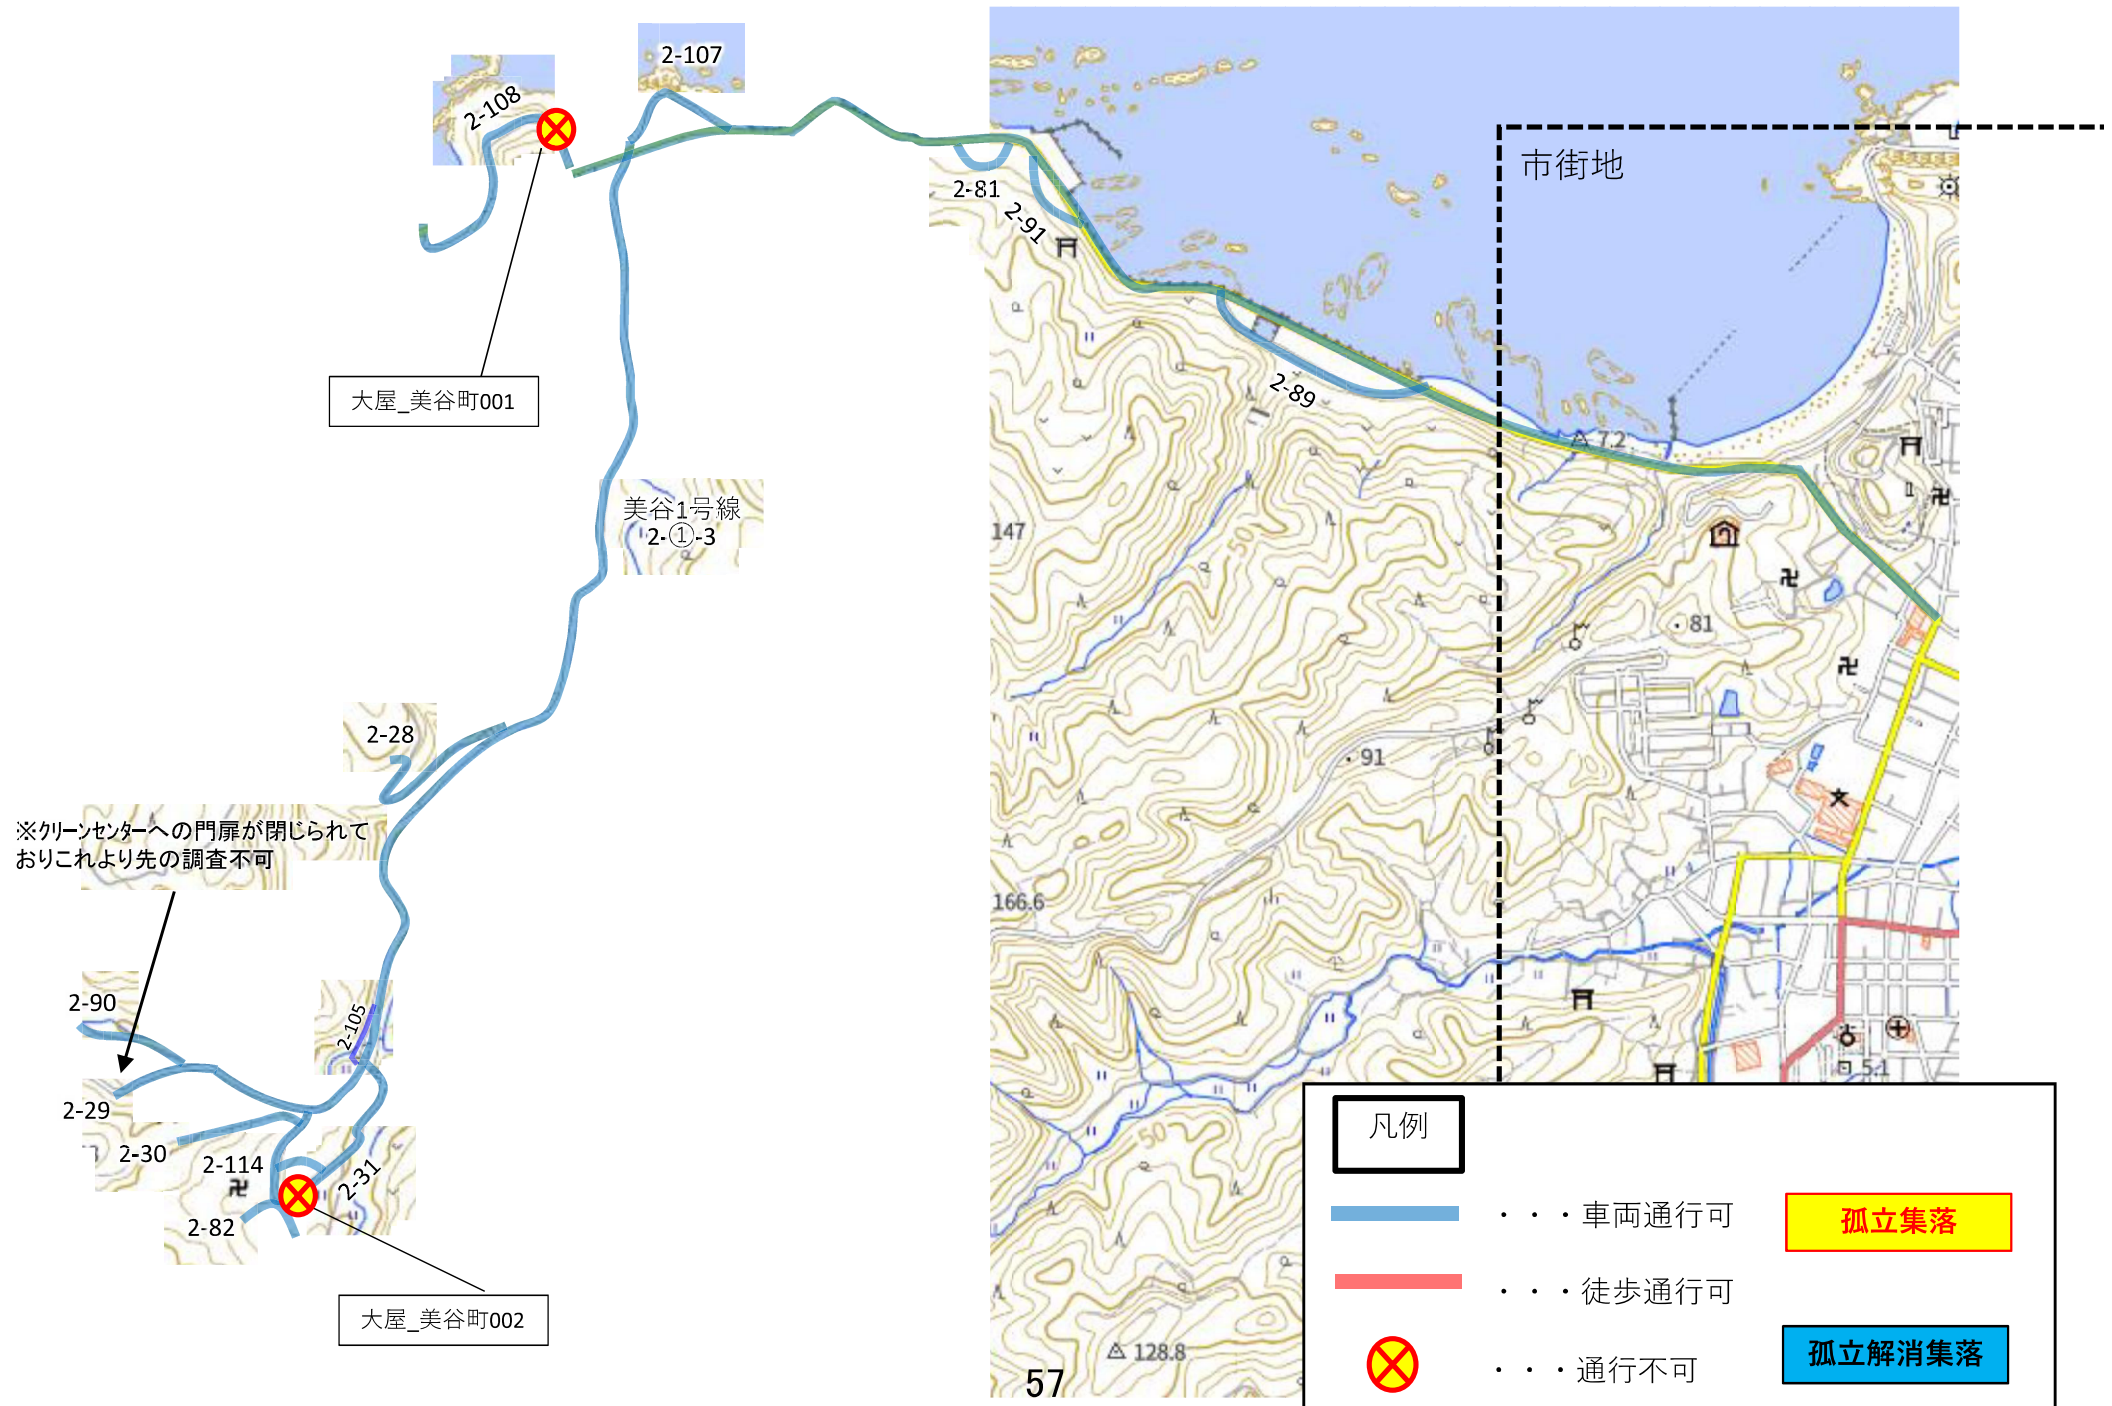 2-107
2-108
市街地
2-81
2-91
大屋_美谷町001
2-89
7.2
美谷1号線
2-①-3
147
50
81
2-28
91
※クリーンセンターへの門扉が閉じられて
おりこれより先の調査不可
166.6
2-90
2-105
5.1
2-29
2-30
2-114
2-31
2-82
50
大屋_美谷町002
128.8
57
凡例
・・・車両通行可
孤立集落
・・・徒歩通行可
・・・通行不可
孤立解消集落